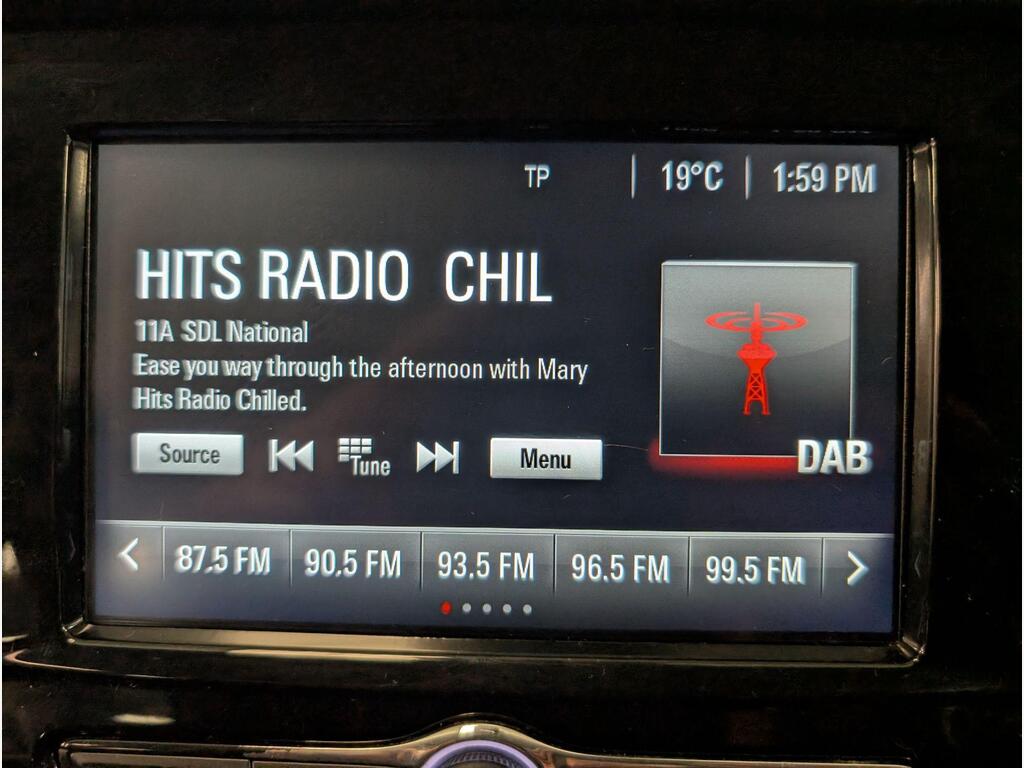 TP 19°C 1:59 PM
HITS RADIO CHIL
11A SDL National
Ease you way through the afternoon with Mary
Hits Radio Chilled.
Source Tune Menu
DAB
87.5 FM 90.5 FM 93.5 FM 96.5 FM 99.5 FM